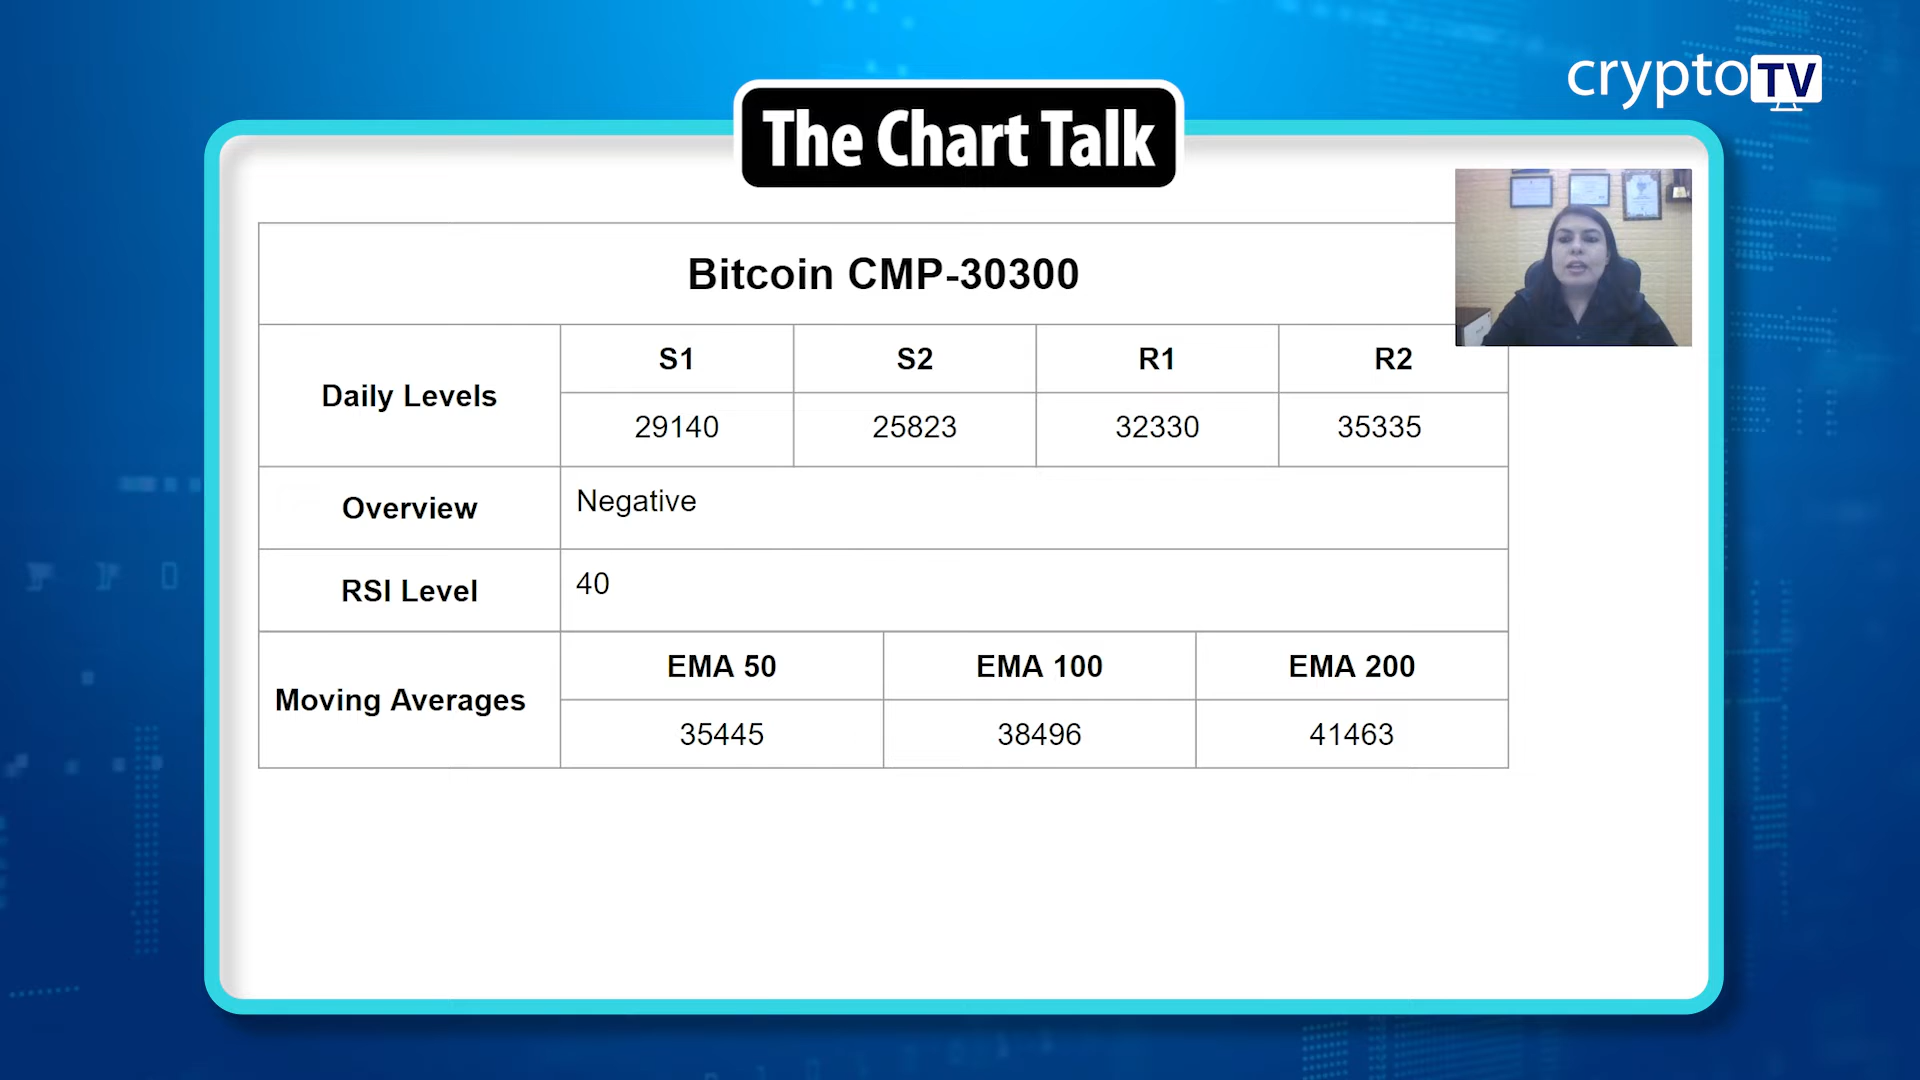 cryptoTV
The Chart Talk
Bitcoin CMP-30300
Daily Levels
S1 S2 R1 R2
29140 25823 32330 35335
Overview Negative
RSI Level 40
Moving Averages
EMA 50 EMA 100 EMA 200
35445 38496 41463